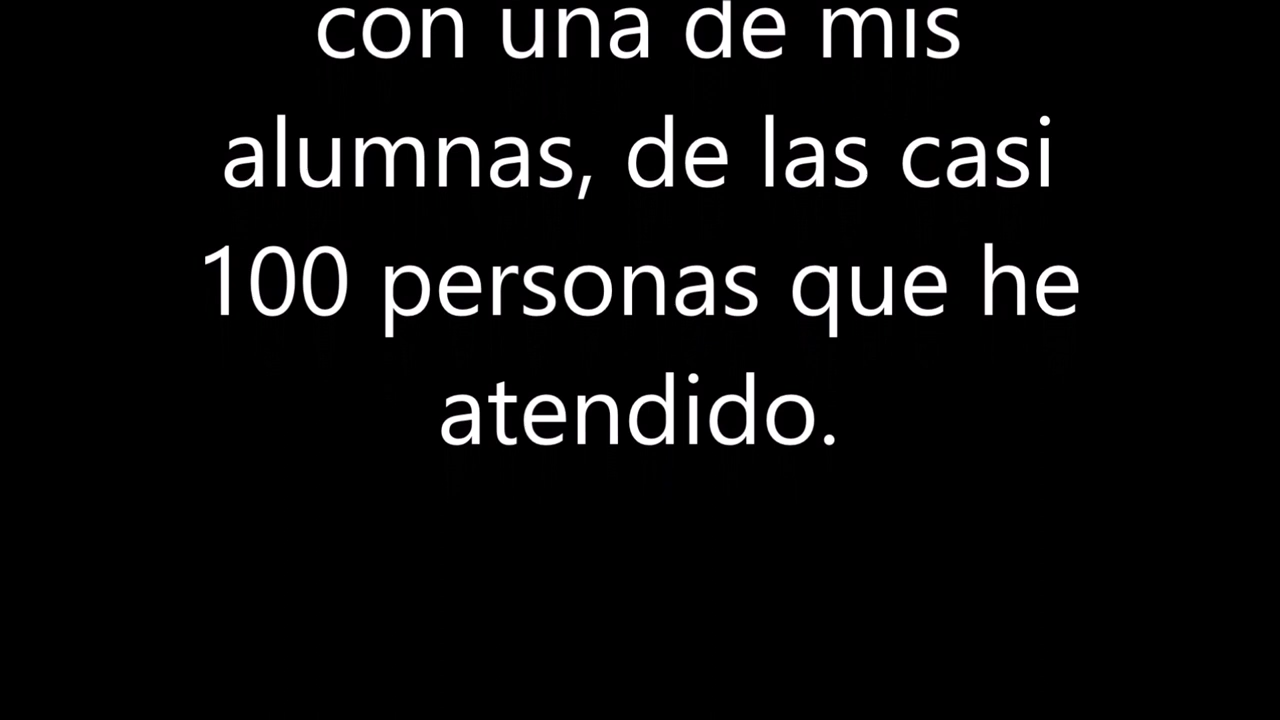 con una de mis
alumnas, de las casi
100 personas que he
atendido.